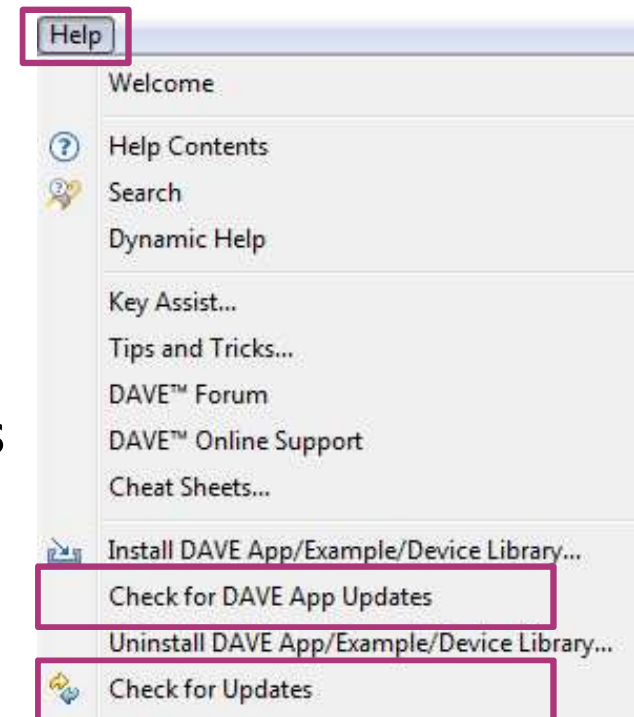 Help
Welcome
Help Contents
Search
Dynamic Help
Key Assist...
Tips and Tricks...
DAVE™ Forum
DAVE™ Online Support
Cheat Sheets...
Install DAVE App/Example/Device Library...
Check for DAVE App Updates
Uninstall DAVE App/Example/Device Library...
Check for Updates